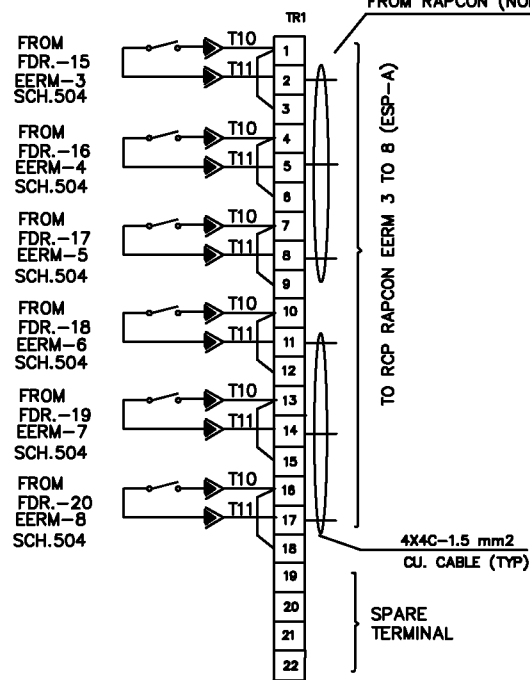 FROM RAPCON (NO
TR1
FROM
FDR.-15
EERM-3
SCH.504
T10
T11
1
2
3
FROM
FDR.-16
EERM-4
SCH.504
T10
T11
4
5
6
FROM
FDR.-17
EERM-5
SCH.504
T10
T11
7
8
9
FROM
FDR.-18
EERM-6
SCH.504
T10
T11
10
11
12
FROM
FDR.-19
EERM-7
SCH.504
T10
T11
13
14
15
FROM
FDR.-20
EERM-8
SCH.504
T10
T11
16
17
18
19
20
21
22
TO RCP RAPCON EERM 3 TO 8 (ESP-A)
4X4C-1.5 mm2
CU. CABLE (TYP)
SPARE
TERMINAL